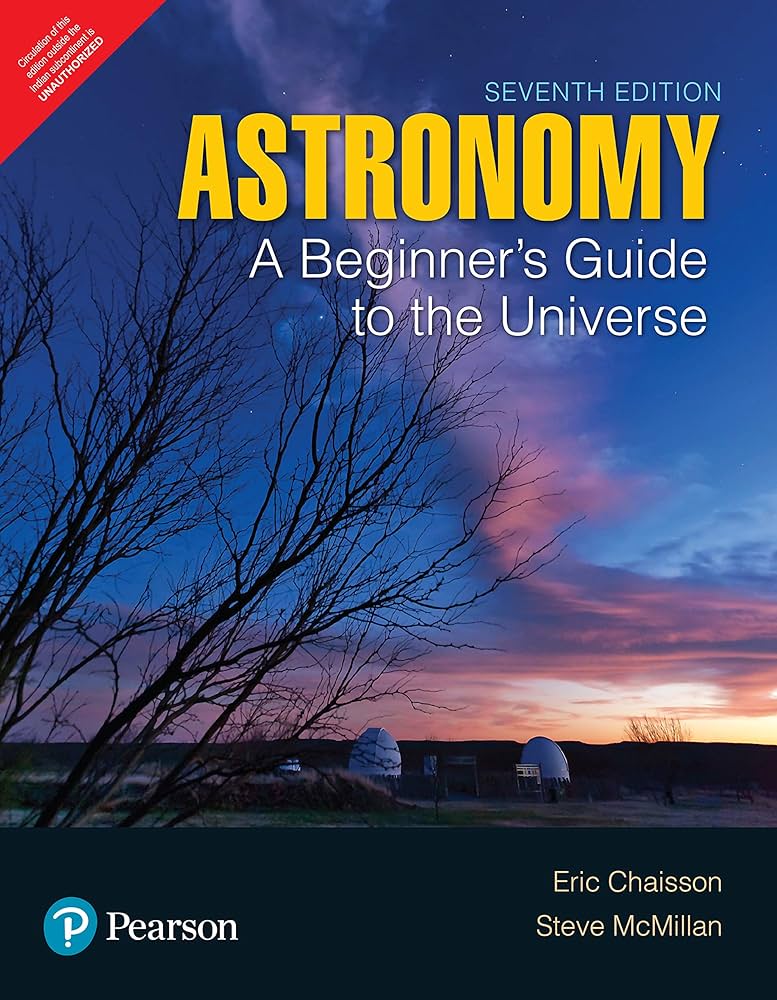 Circulation of this
edition outside the
Indian subcontinent is
UNAUTHORIZED
SEVENTH EDITION
ASTRONOMY
A Beginner's Guide
to the Universe
Eric Chaisson
Steve McMillan
Pearson